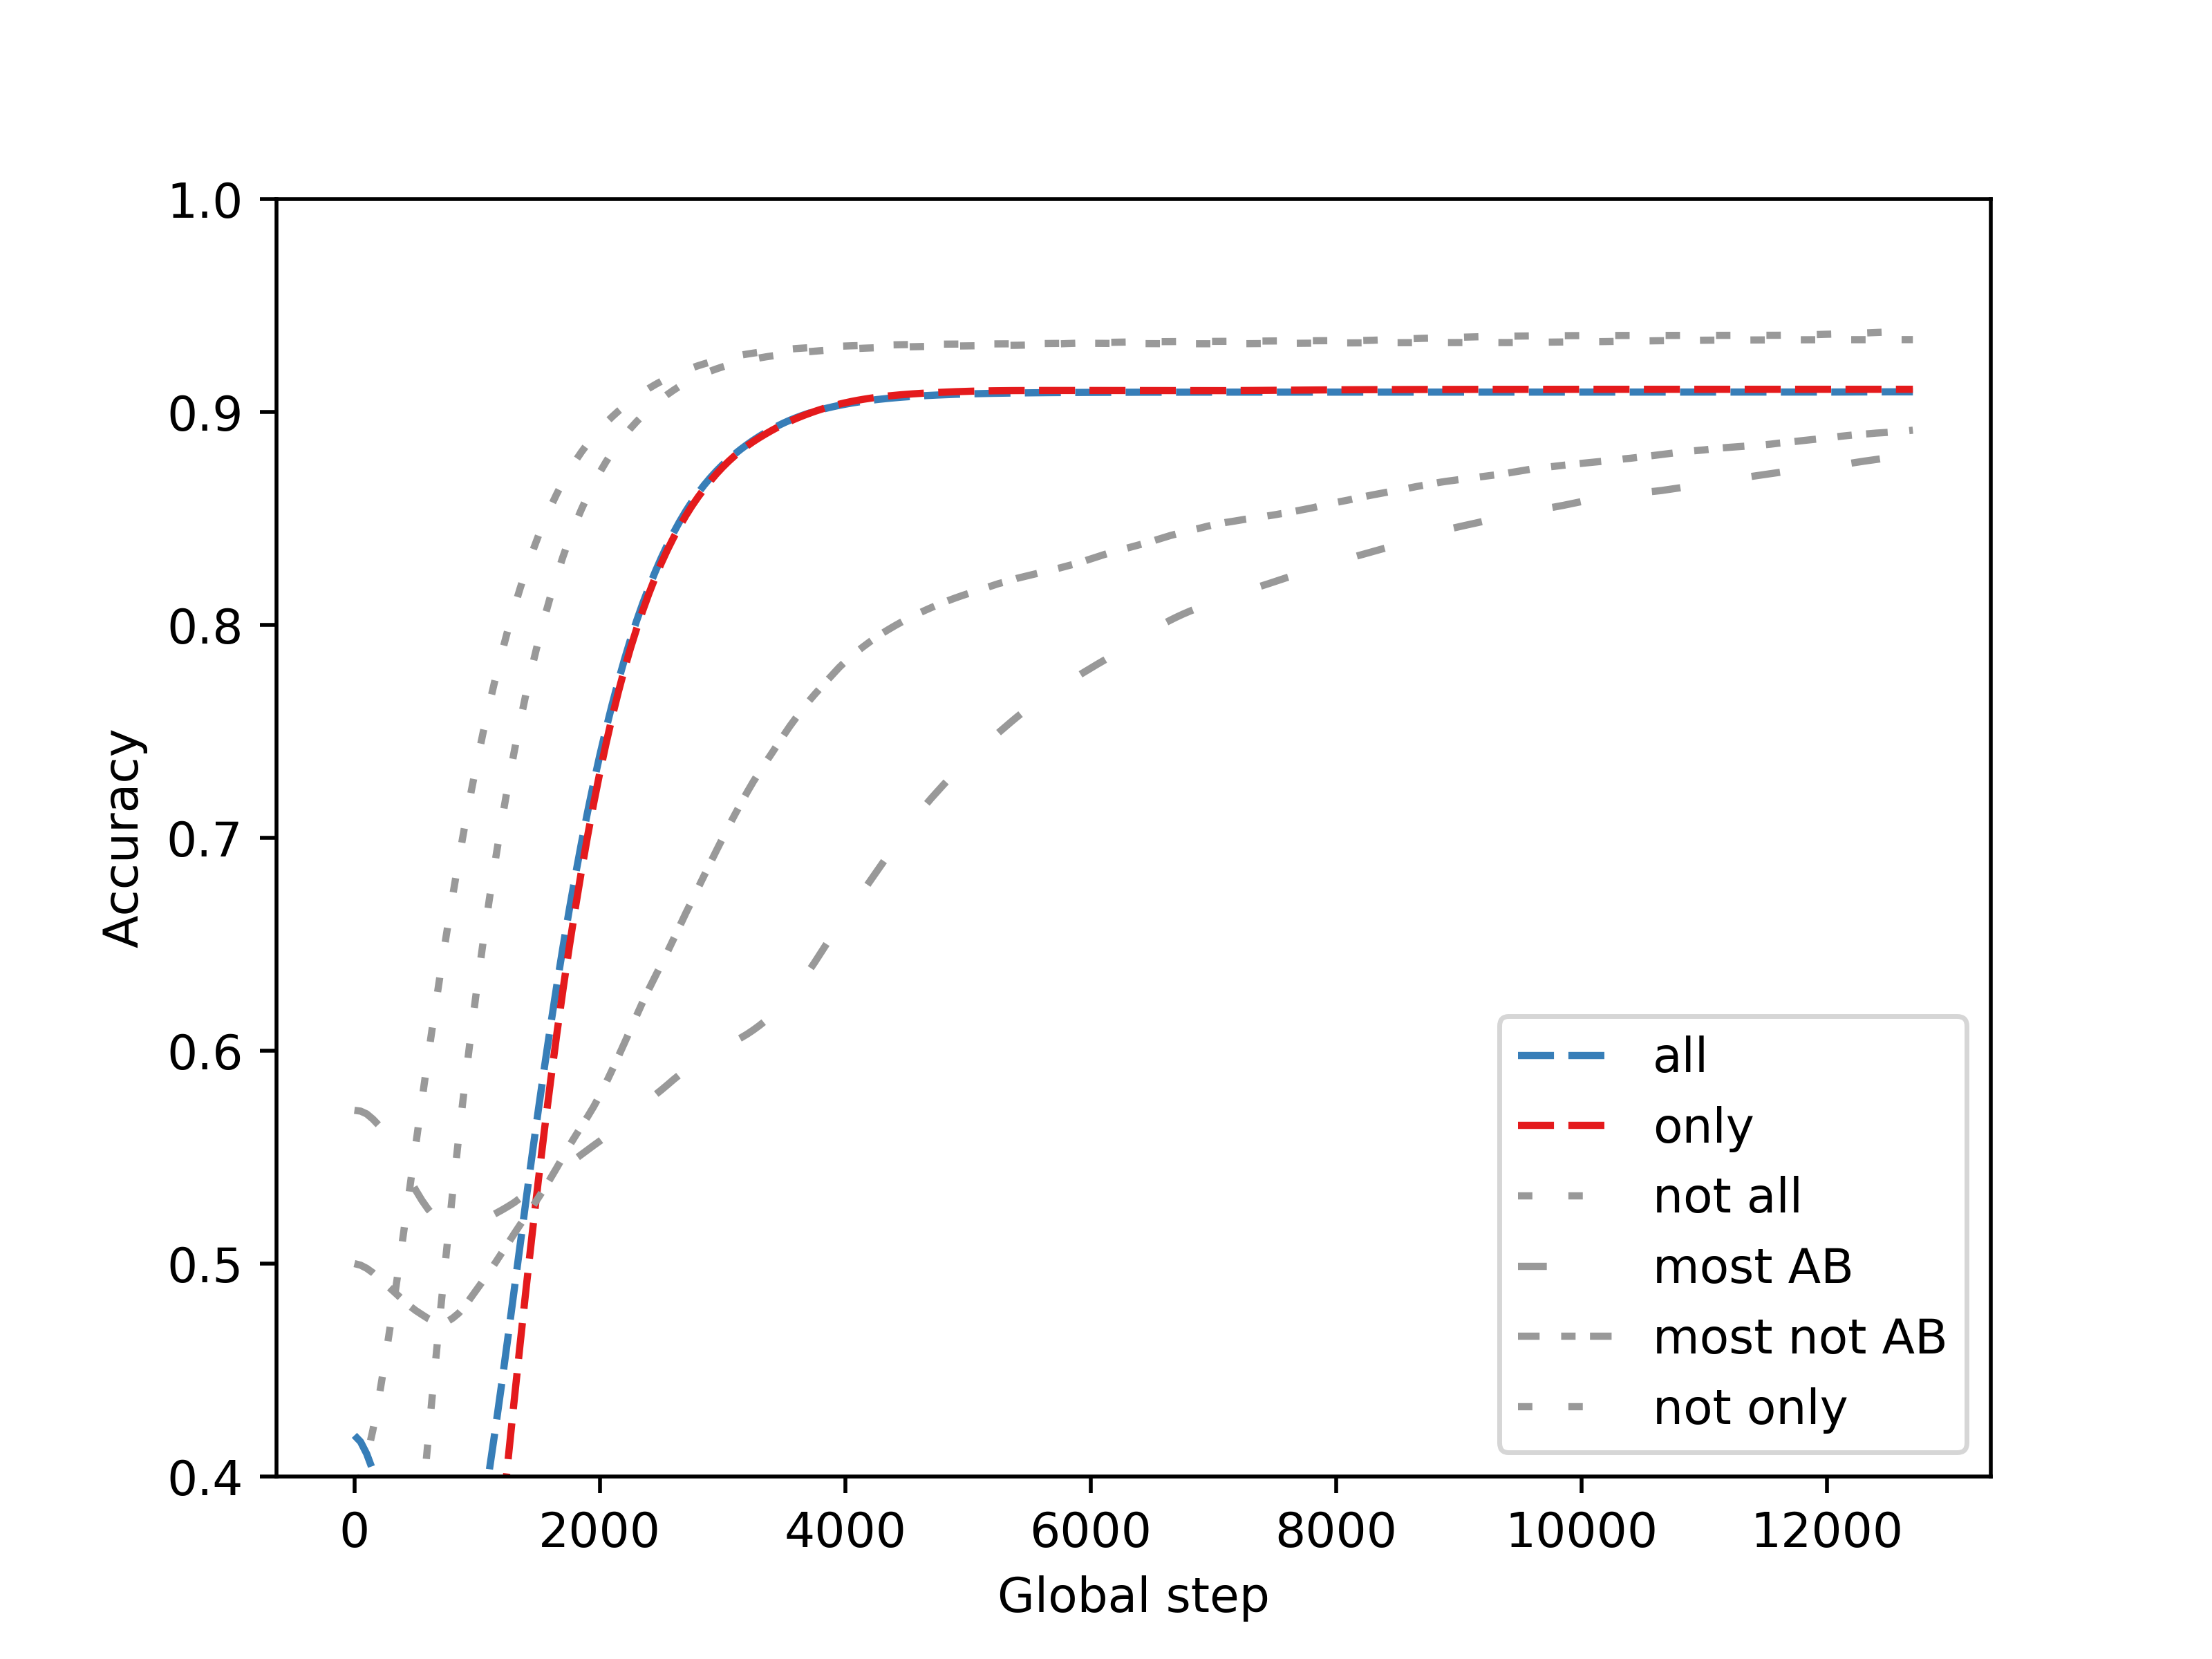 1.0
0.9
0.8
0.7
0.6
0.5
0.4
Accuracy
0 2000 4000 6000 8000 10000 12000
Global step
all
only
not all
most AB
most not AB
not only